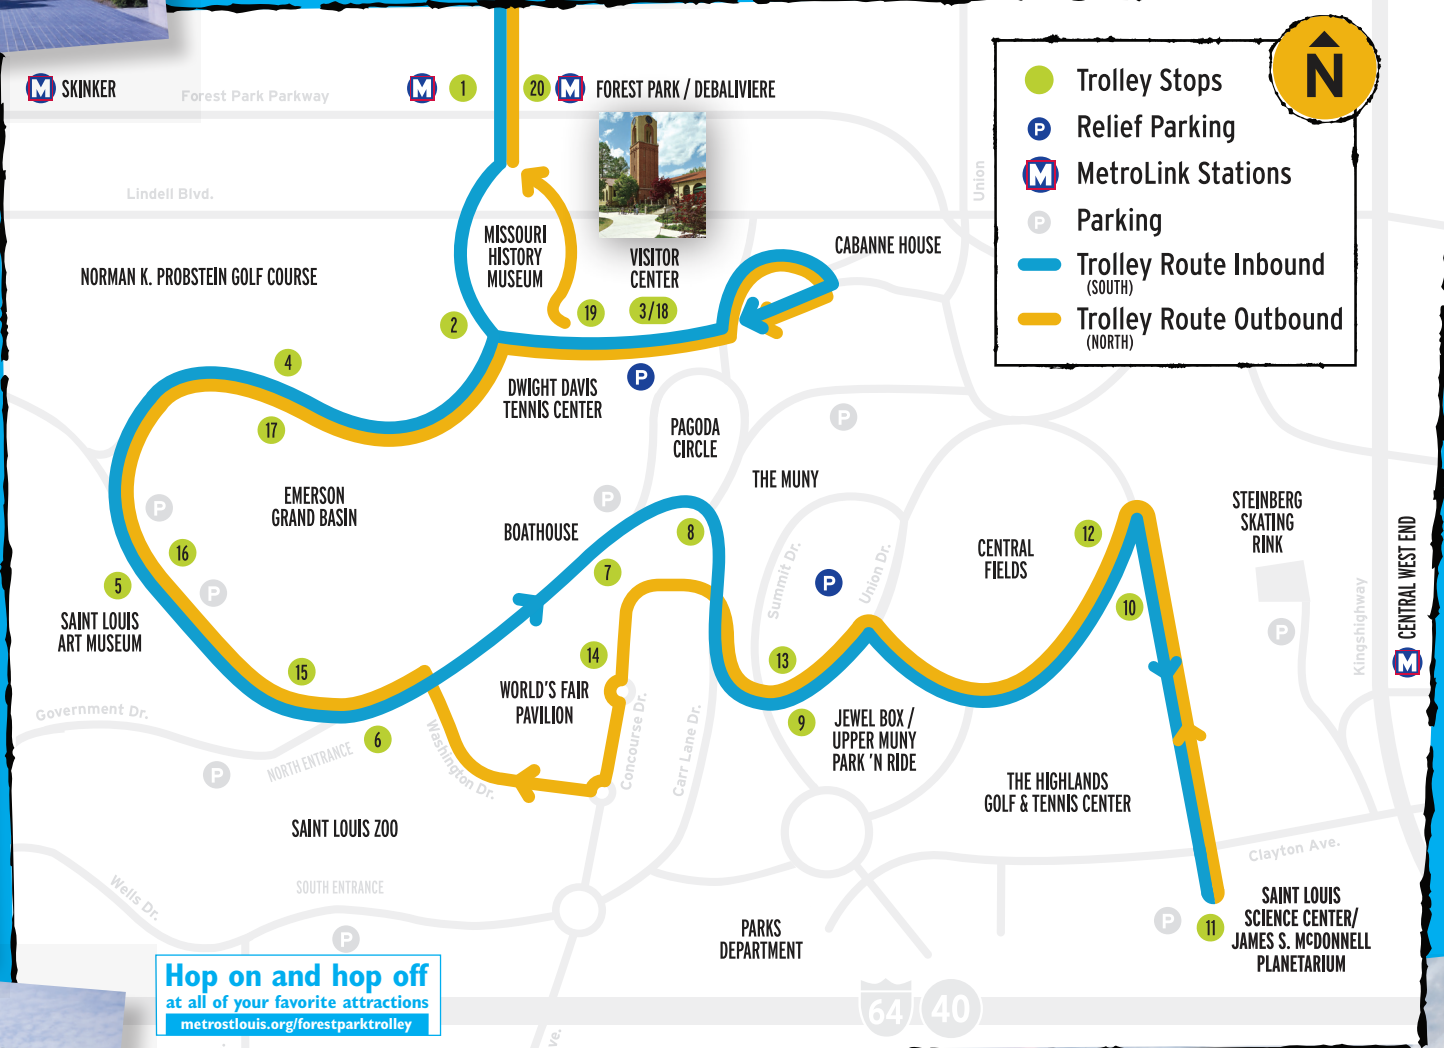 M SKINKER
Forest Park Parkway
M 1
20 M FOREST PARK / DEBALIVIERE
N
Trolley Stops
P Relief Parking
M MetroLink Stations
P Parking
Trolley Route Inbound
(SOUTH)
Trolley Route Outbound
(NORTH)
Lindell Blvd.
Union
MISSOURI
HISTORY
MUSEUM
VISITOR
CENTER
3/18
CABANNE HOUSE
NORMAN K. PROBSTEIN GOLF COURSE
19
2
4
17
DWIGHT DAVIS
TENNIS CENTER
P
PAGODA
CIRCLE
P
THE MUNY
EMERSON
GRAND BASIN
P
P
BOATHOUSE
8
7
16
5
P
SAINT LOUIS
ART MUSEUM
Summit Dr.
P
Union Dr.
CENTRAL
FIELDS
12
10
STEINBERG
SKATING
RINK
P
Kingshighway
CENTRAL WEST END
M
15
14
13
WORLD'S FAIR
PAVILION
Government Dr.
6
NORTH ENTRANCE
P
Washington Dr.
Concourse Dr.
Carr Lane Dr.
9
JEWEL BOX /
UPPER MUNY
PARK 'N RIDE
THE HIGHLANDS
GOLF & TENNIS CENTER
SAINT LOUIS ZOO
Clayton Ave.
Wells Dr.
SOUTH ENTRANCE
P
PARKS
DEPARTMENT
P
11
SAINT LOUIS
SCIENCE CENTER/
JAMES S. McDONNELL
PLANETARIUM
Hop on and hop off
at all of your favorite attractions
metrostlouis.org/forestparktrolley
64 40
ve.